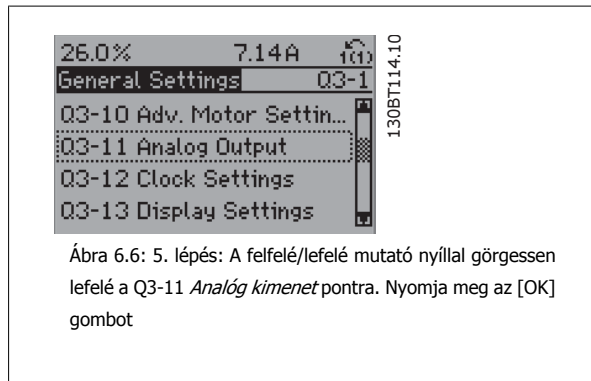 26.0% 7.14A 1(1)
General Settings Q3-1
Q3-10 Adv. Motor Settin...
Q3-11 Analog Output
Q3-12 Clock Settings
Q3-13 Display Settings
130BT114.10
Ábra 6.6: 5. lépés: A felfelé/lefelé mutató nyíllal görgessen
lefelé a Q3-11 Analóg kimenet pontra. Nyomja meg az [OK]
gombot